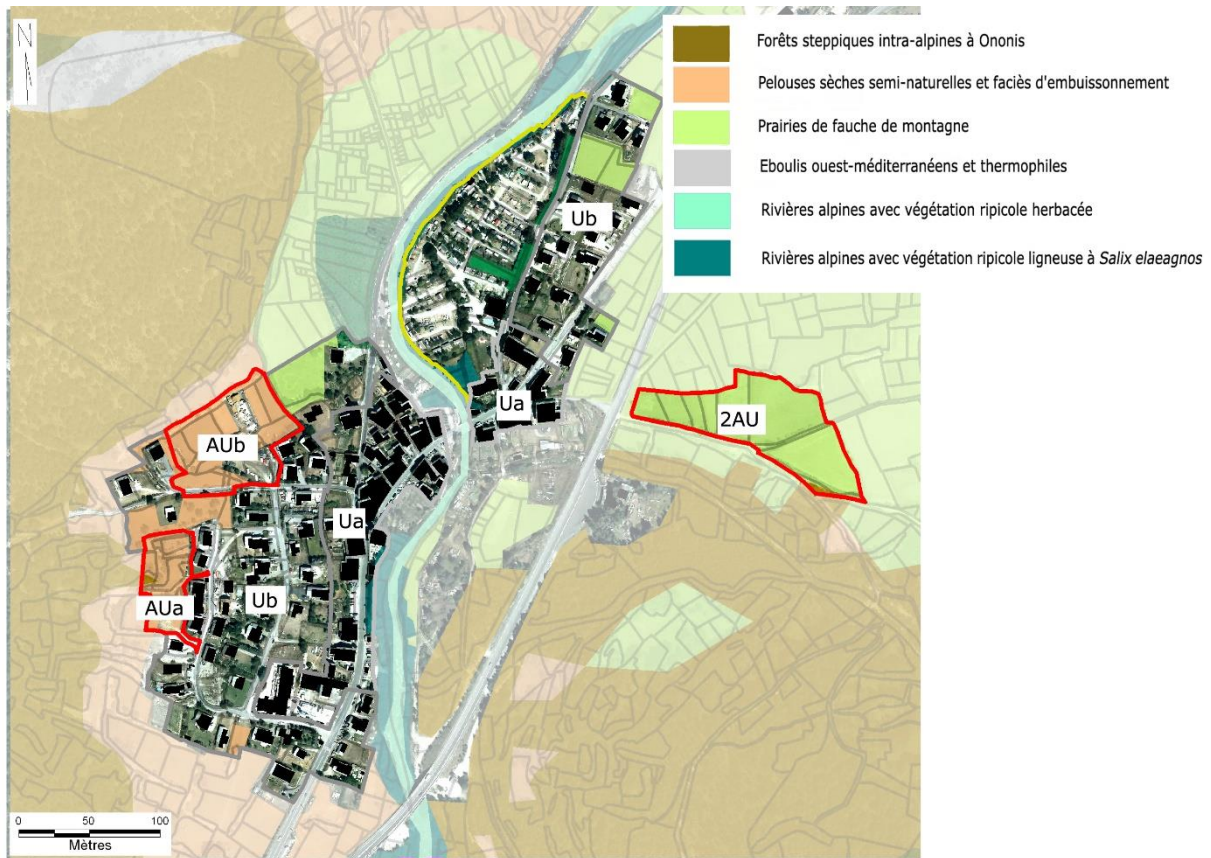 N
Forêts steppiques intra-alpines à Ononis
Pelouses sèches semi-naturelles et faciès d'embuissonnement
Prairies de fauche de montagne
Eboulis ouest-méditerranéens et thermophiles
Rivières alpines avec végétation ripicole herbacée
Rivières alpines avec végétation ripicole ligneuse à Salix elaeagnos
Ub
Ua
2AU
AUb
Ua
AUa
Ub
0 50 100
Mètres